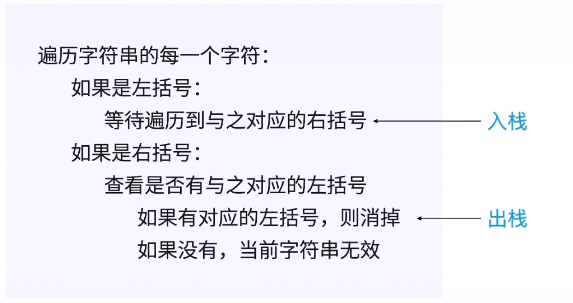 遍历字符串的每一个字符：
如果是左括号：
等待遍历到与之对应的右括号
入栈
如果是右括号：
查看是否有与之对应的左括号
如果有对应的左括号，则消掉
出栈
如果没有，当前字符串无效